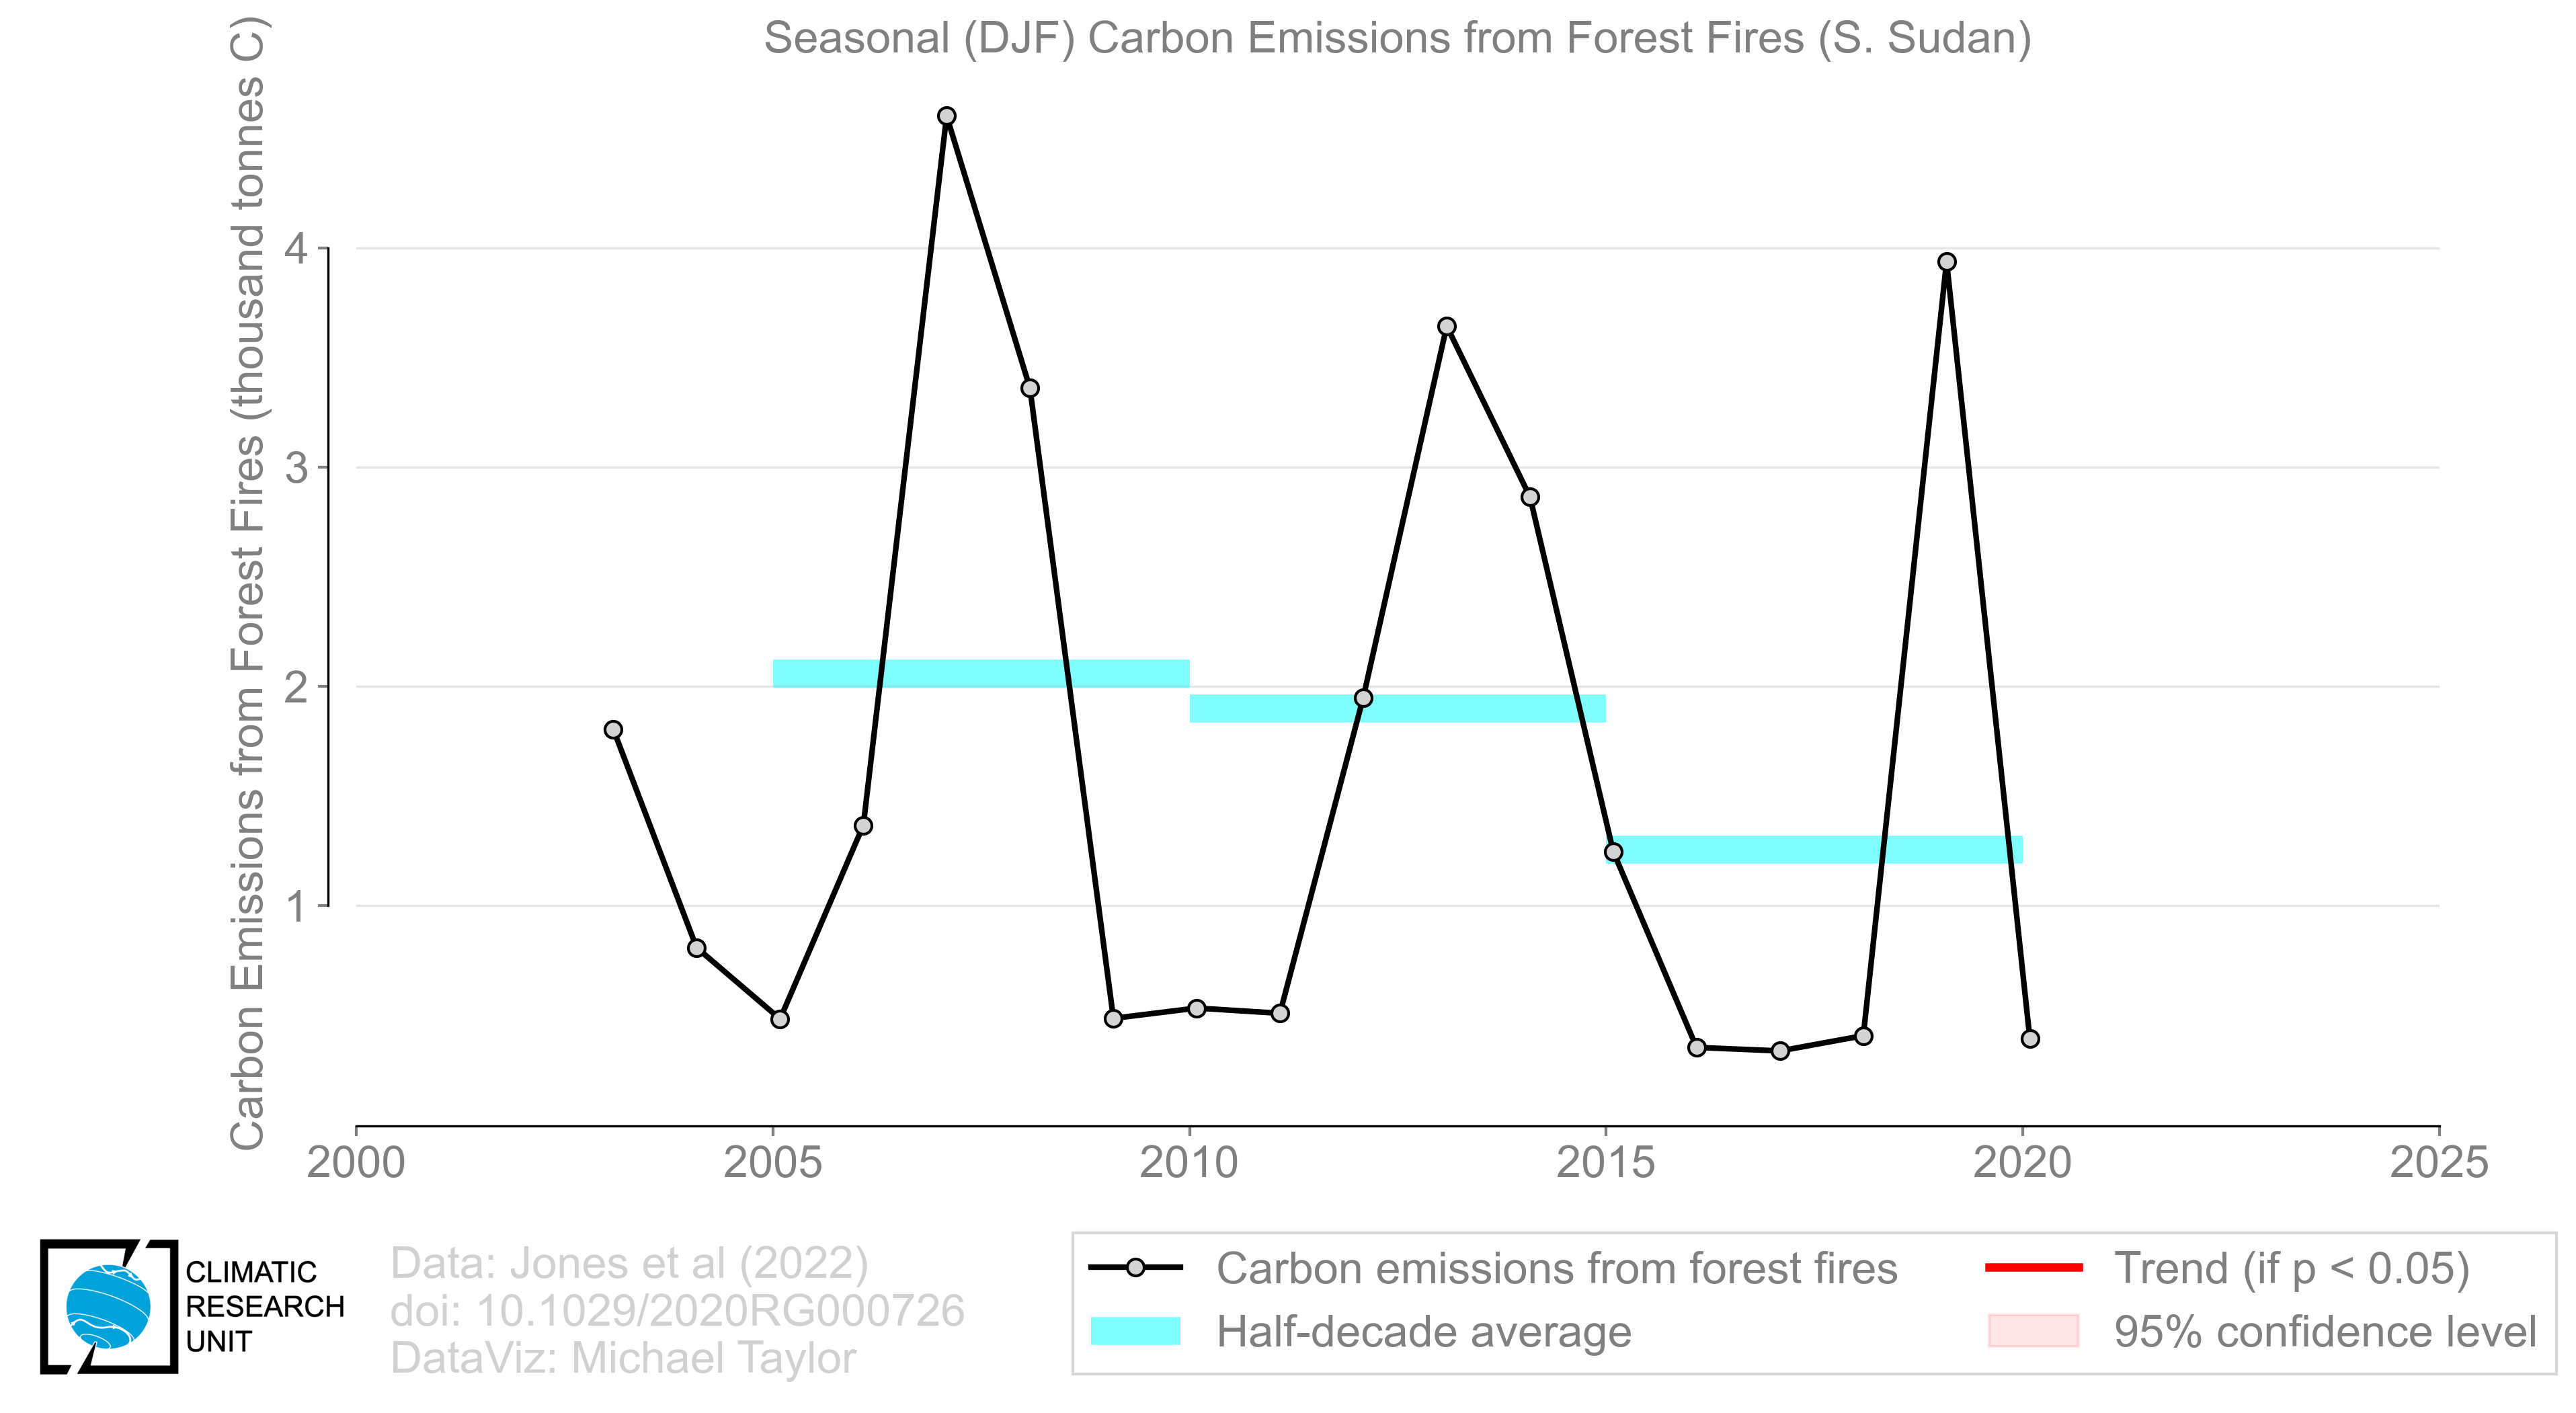 Seasonal (DJF) Carbon Emissions from Forest Fires (S. Sudan)
Carbon Emissions from Forest Fires (thousand tonnes C)
4
3
2
1
2000
2005
2010
2015
2020
2025
CLIMATIC
RESEARCH
UNIT
Data: Jones et al (2022)
doi: 10.1029/2020RG000726
DataViz: Michael Taylor
Carbon emissions from forest fires
Half-decade average
Trend (if p < 0.05)
95% confidence level